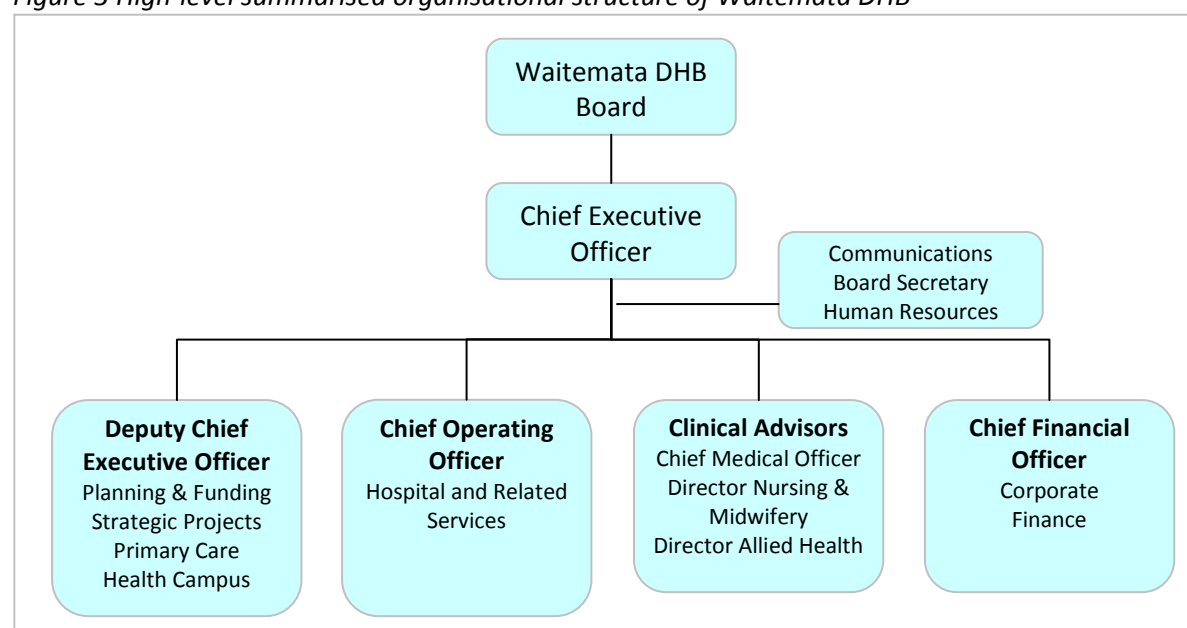 Figure 3 High-level summarised organisational structure of Waitemata DHB
Waitemata DHB
Board
Chief Executive
Officer
Communications
Board Secretary
Human Resources
Deputy Chief
Executive Officer
Planning & Funding
Strategic Projects
Primary Care
Health Campus
Chief Operating
Officer
Hospital and Related
Services
Clinical Advisors
Chief Medical Officer
Director Nursing &
Midwifery
Director Allied Health
Chief Financial
Officer
Corporate
Finance